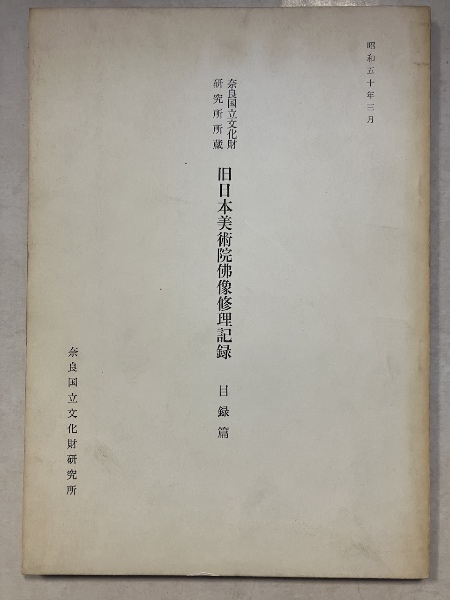 昭和五十年三月
奈良国立文化財
研究所所蔵
旧日本美術院佛像修理記録 目録篇
奈良国立文化財研究所